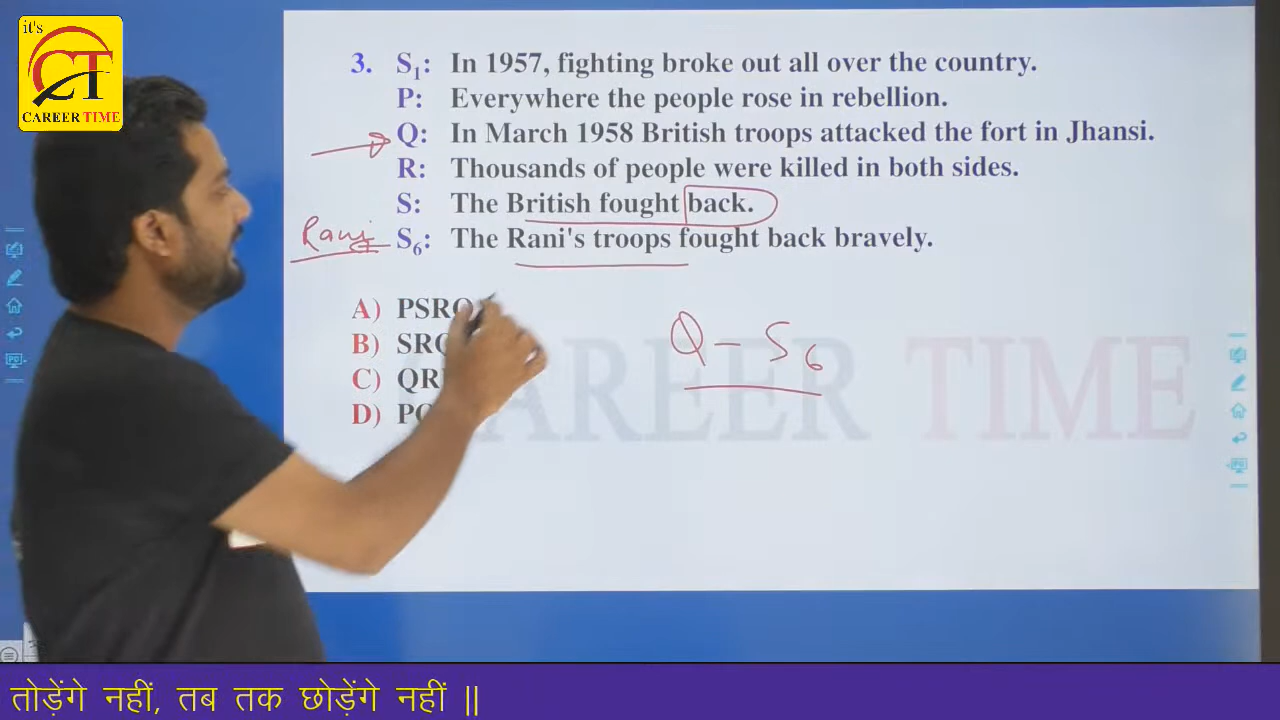 it's
CT
CAREER TIME
3. S1: In 1957, fighting broke out all over the country.
P: Everywhere the people rose in rebellion.
Q: In March 1958 British troops attacked the fort in Jhansi.
R: Thousands of people were killed in both sides.
S: The British fought back.
Rani S6: The Rani's troops fought back bravely.
A) PSRQ
B)
C)
D)
Q - S6
CAREER TIME
तोड़ेंगे नहीं, तब तक छोड़ेंगे नहीं ||